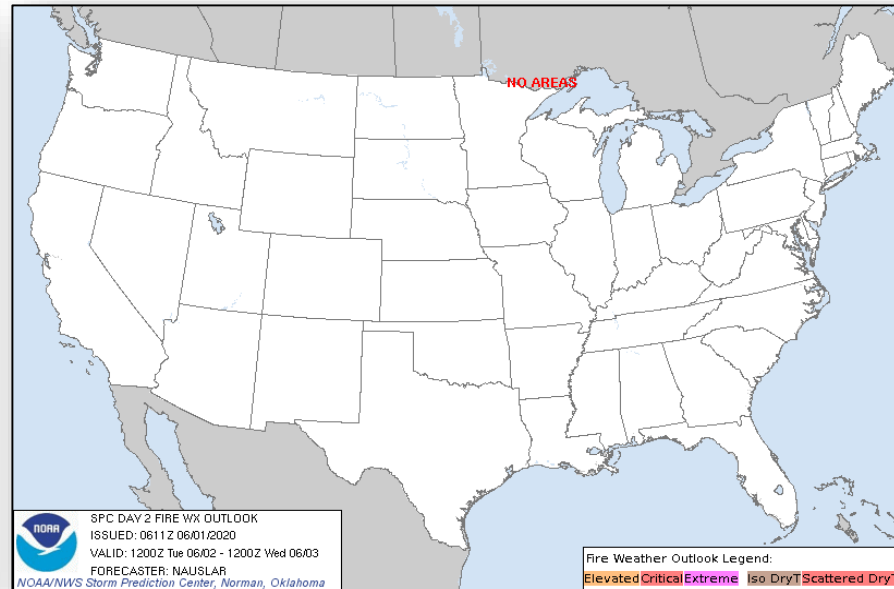 NO AREAS
NOAA
SPC DAY 2 FIRE WX OUTLOOK
ISSUED: 0611Z 06/01/2020
VALID: 1200Z Tue 06/02 - 1200Z Wed 06/03
FORECASTER: NAUSLAR
NOAA/NWS Storm Prediction Center, Norman, Oklahoma
Fire Weather Outlook Legend:
Elevated Critical Extreme Iso DryT Scattered DryT